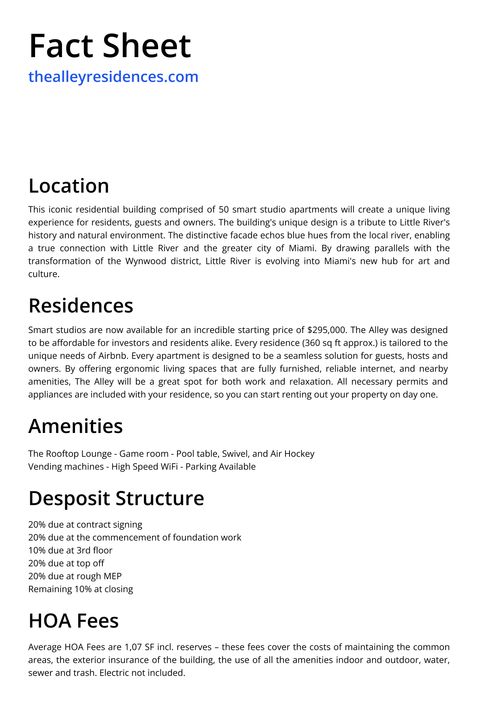 Fact Sheet
thealleyresidences.com
Location
This iconic residential building comprised of 50 smart studio apartments will create a unique living
experience for residents, guests and owners. The building's unique design is a tribute to Little River's
history and natural environment. The distinctive facade echos blue hues from the local river, enabling
a true connection with Little River and the greater city of Miami. By drawing parallels with the
transformation of the Wynwood district, Little River is evolving into Miami's new hub for art and
culture.
Residences
Smart studios are now available for an incredible starting price of $295,000. The Alley was designed
to be affordable for investors and residents alike. Every residence (360 sq ft approx.) is tailored to the
unique needs of Airbnb. Every apartment is designed to be a seamless solution for guests, hosts and
owners. By offering ergonomic living spaces that are fully furnished, reliable internet, and nearby
amenities, The Alley will be a great spot for both work and relaxation. All necessary permits and
appliances are included with your residence, so you can start renting out your property on day one.
Amenities
The Rooftop Lounge - Game room - Pool table, Swivel, and Air Hockey
Vending machines - High Speed WiFi - Parking Available
Desposit Structure
20% due at contract signing
20% due at the commencement of foundation work
10% due at 3rd floor
20% due at top off
20% due at rough MEP
Remaining 10% at closing
HOA Fees
Average HOA Fees are 1,07 SF incl. reserves – these fees cover the costs of maintaining the common
areas, the exterior insurance of the building, the use of all the amenities indoor and outdoor, water,
sewer and trash. Electric not included.